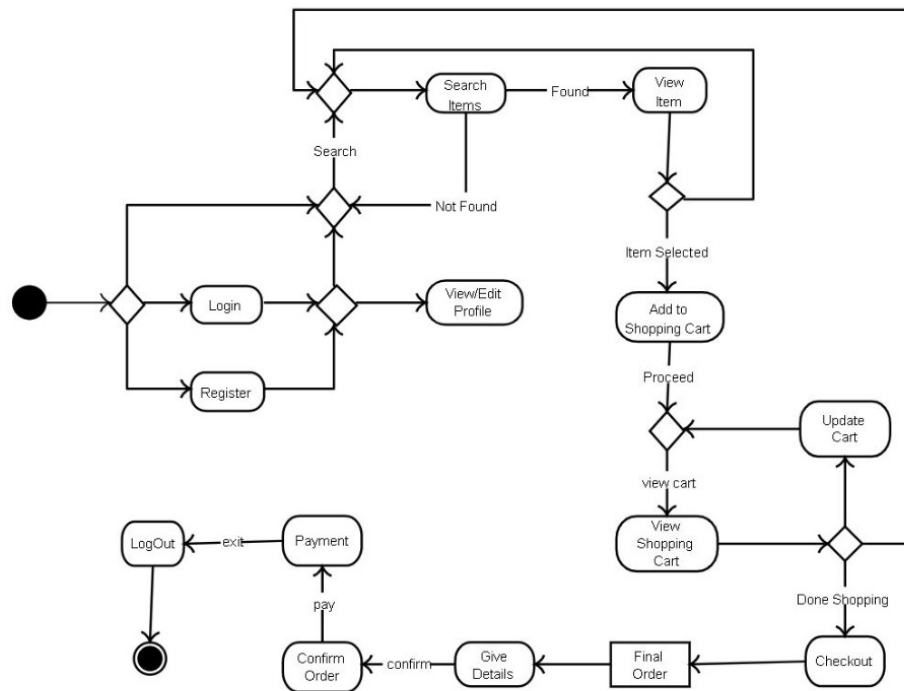 Search
Items
Found
View
Item
Search
Not Found
Item Selected
Login
View/Edit
Profile
Add to
Shopping Cart
Register
Proceed
Update
Cart
view cart
LogOut
exit
Payment
View
Shopping
Cart
pay
Done Shopping
Confirm
Order
confirm
Give
Details
Final
Order
Checkout